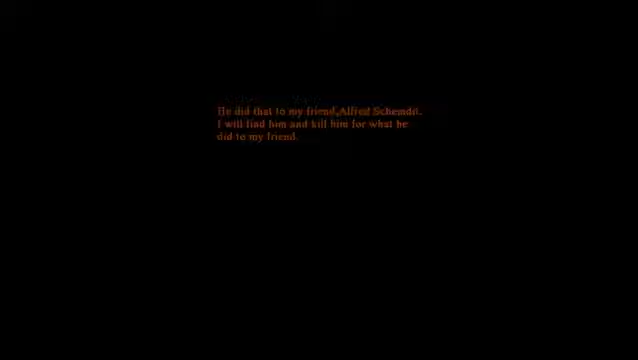 He did that to my friend,Alfred Schemdit.
I will find him and kill him for what he
did to my friend.